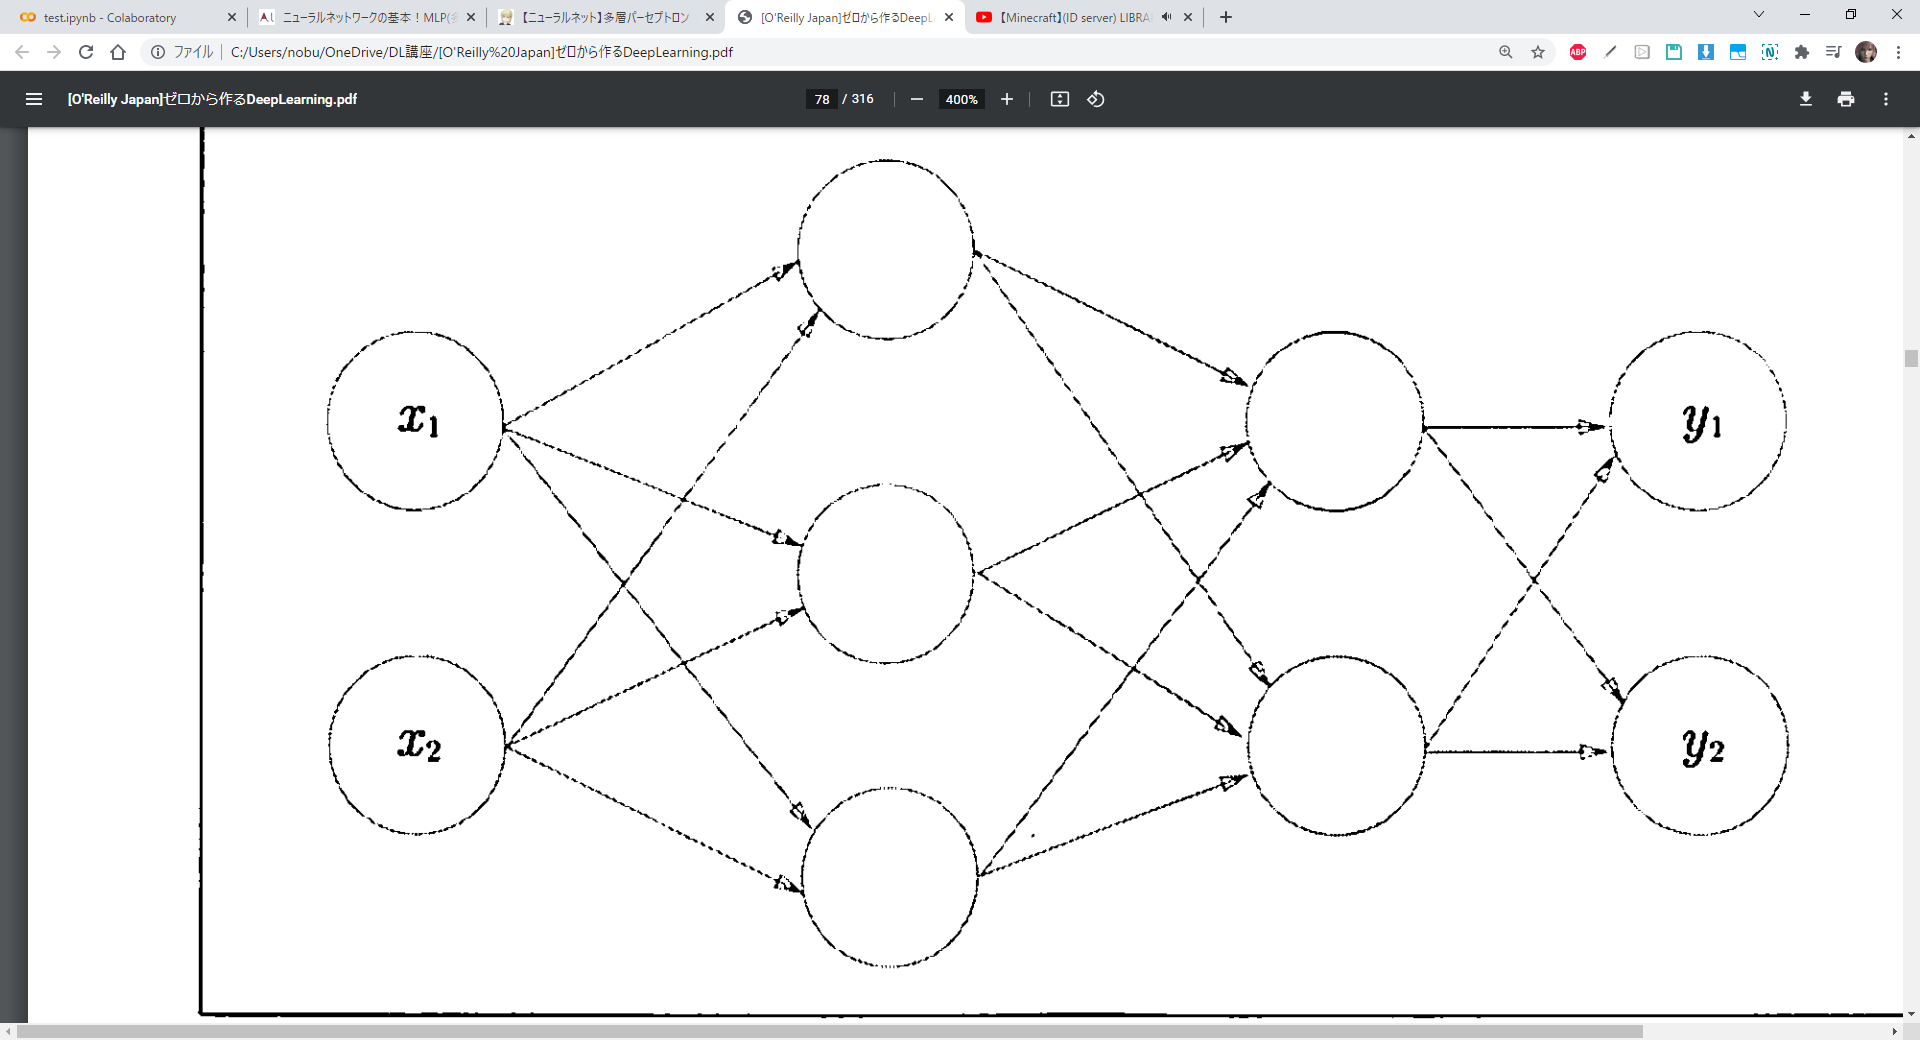 test.ipynb - Colaboratory
ニューラルネットワークの基本！MLP(
【ニューラルネット】多層パーセプトロン
[O'Reilly Japan]ゼロから作るDeepL
【Minecraft】(ID server) LIBRA
ファイル C:/Users/nobu/OneDrive/DL講座/[O'Reilly%20Japan]ゼロから作るDeepLearning.pdf
ABP
N
[O'Reilly Japan]ゼロから作るDeepLearning.pdf
78 / 316
400%
x1
y1
x2
y2